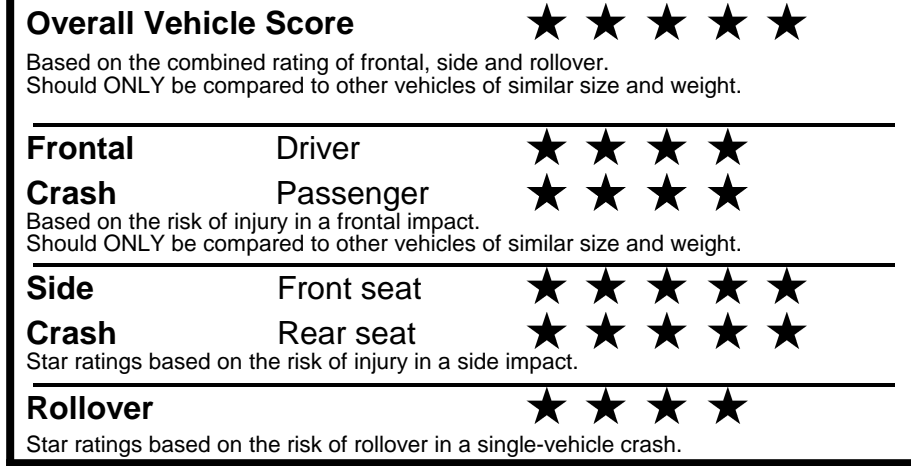 Overall Vehicle Score ★ ★ ★ ★ ★
Based on the combined rating of frontal, side and rollover.
Should ONLY be compared to other vehicles of similar size and weight.
Frontal Driver ★ ★ ★ ★
Crash Passenger ★ ★ ★ ★
Based on the risk of injury in a frontal impact.
Should ONLY be compared to other vehicles of similar size and weight.
Side Front seat ★ ★ ★ ★ ★
Crash Rear seat ★ ★ ★ ★ ★
Star ratings based on the risk of injury in a side impact.
Rollover ★ ★ ★ ★
Star ratings based on the risk of rollover in a single-vehicle crash.